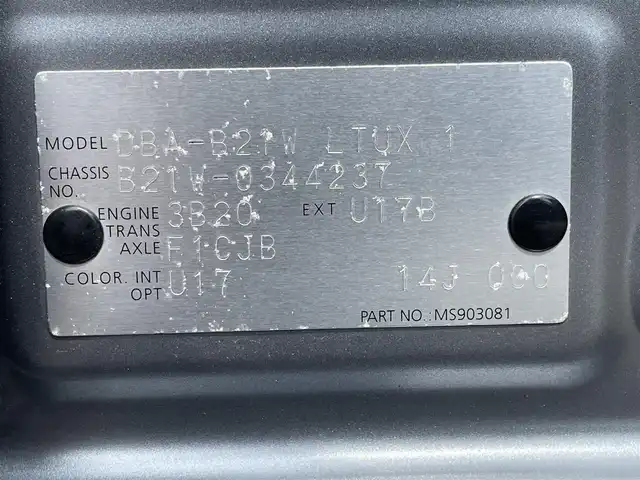 MODEL DBA-B21W LTUX 1
CHASSIS NO. B21W-0344237
ENGINE 3B20 EXT U17B
TRANS AXLE F1CJB
COLOR. INT OPT U17 14J 000
PART NO.:MS903081